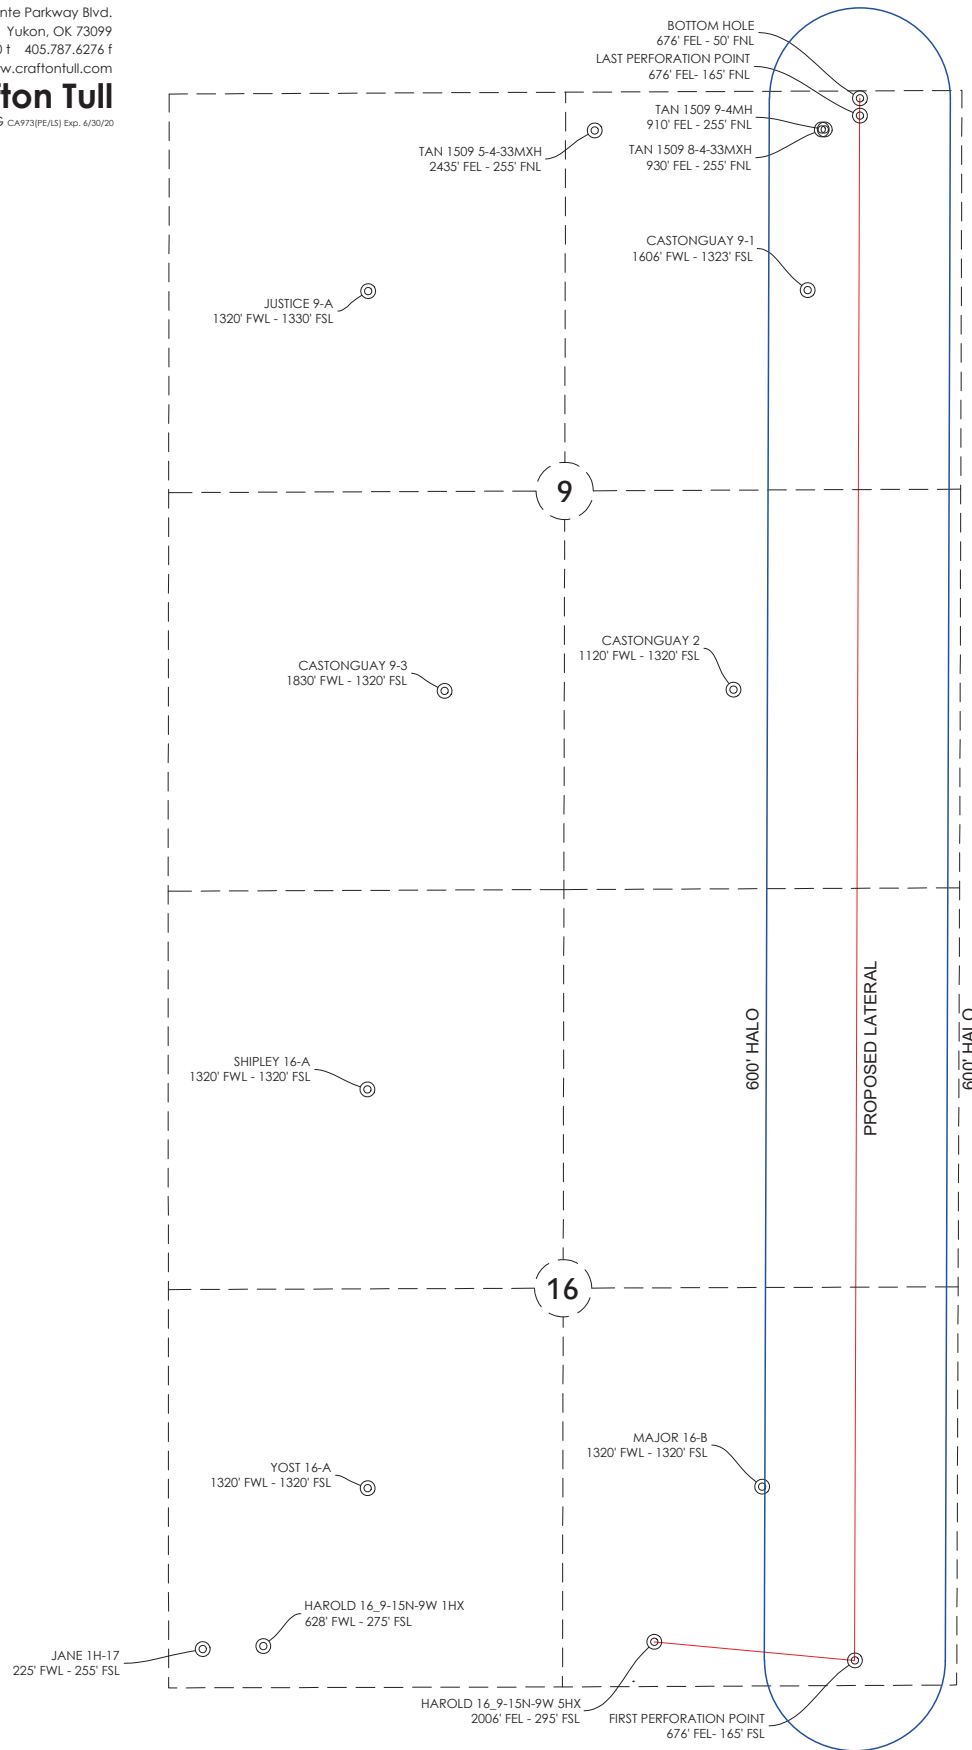 Parkway Blvd.
Yukon, OK 73099
t 405.787.6276 f
Tull
CA973(PE/LS) Exp. 6/30/20
BOTTOM HOLE
676' FEL - 50' FNL
LAST PERFORATION POINT
676' FEL- 165' FNL
TAN 1509 9-4MH
910' FEL - 255' FNL
TAN 1509 5-4-33MXH
2435' FEL - 255' FNL
TAN 1509 8-4-33MXH
930' FEL - 255' FNL
CASTONGUAY 9-1
1606' FWL - 1323' FSL
JUSTICE 9-A
1320' FWL - 1330' FSL
9
CASTONGUAY 2
1120' FWL - 1320' FSL
CASTONGUAY 9-3
1830' FWL - 1320' FSL
600' HALO
PROPOSED LATERAL
600' HALO
SHIPLEY 16-A
1320' FWL - 1320' FSL
16
MAJOR 16-B
1320' FWL - 1320' FSL
YOST 16-A
1320' FWL - 1320' FSL
HAROLD 16_9-15N-9W 1HX
628' FWL - 275' FSL
JANE 1H-17
225' FWL - 255' FSL
HAROLD 16_9-15N-9W 5HX
2006' FEL - 295' FSL
FIRST PERFORATION POINT
676' FEL- 165' FSL